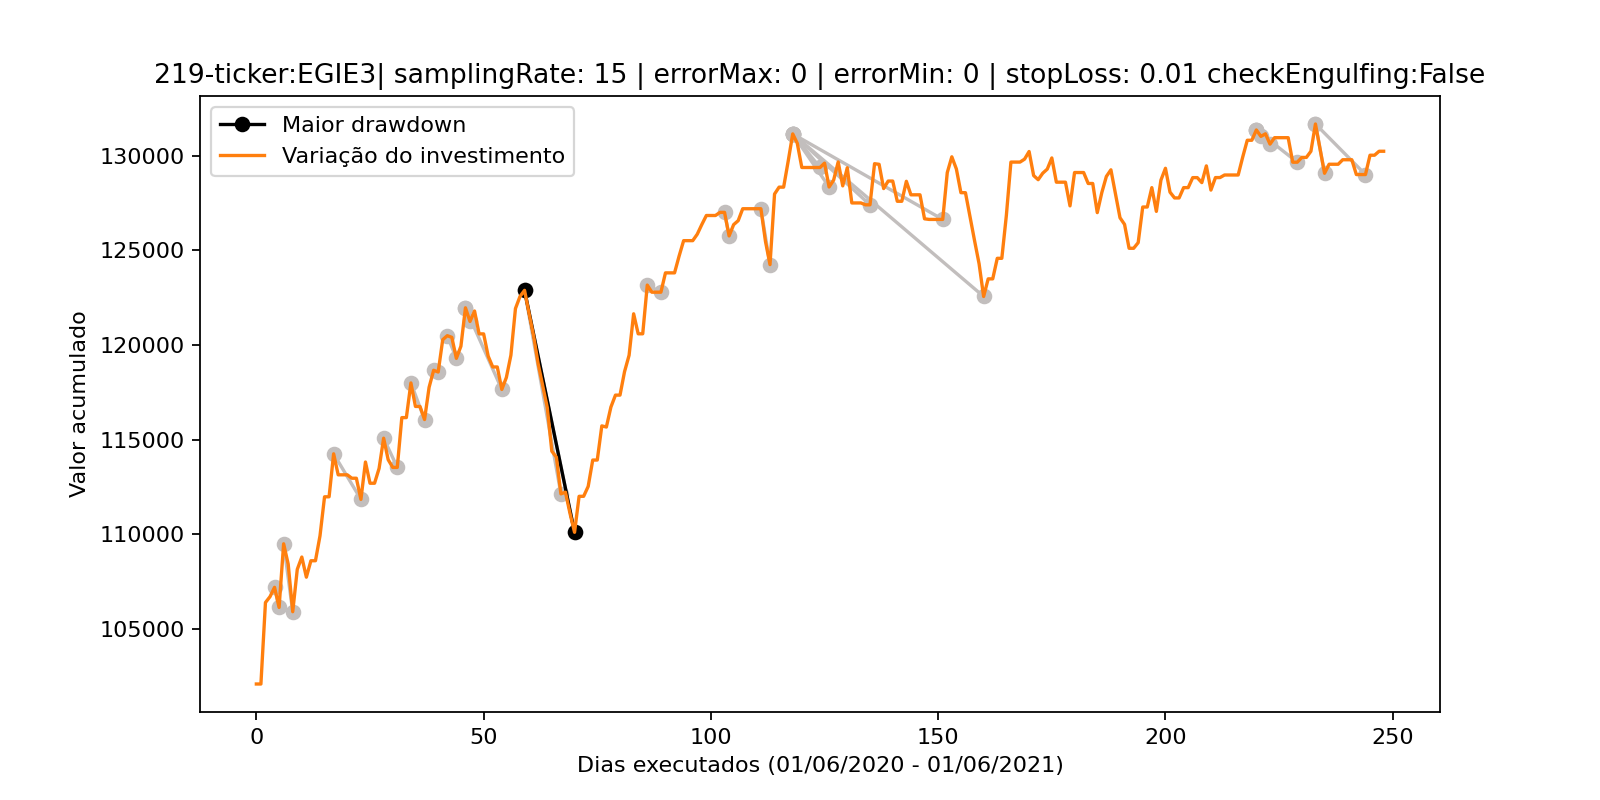 219-ticker:EGIE3| samplingRate: 15 | errorMax: 0 | errorMin: 0 | stopLoss: 0.01 checkEngulfing:False
Maior drawdown
Variação do investimento
130000
125000
120000
115000
110000
105000
Valor acumulado
0 50 100 150 200 250
Dias executados (01/06/2020 - 01/06/2021)